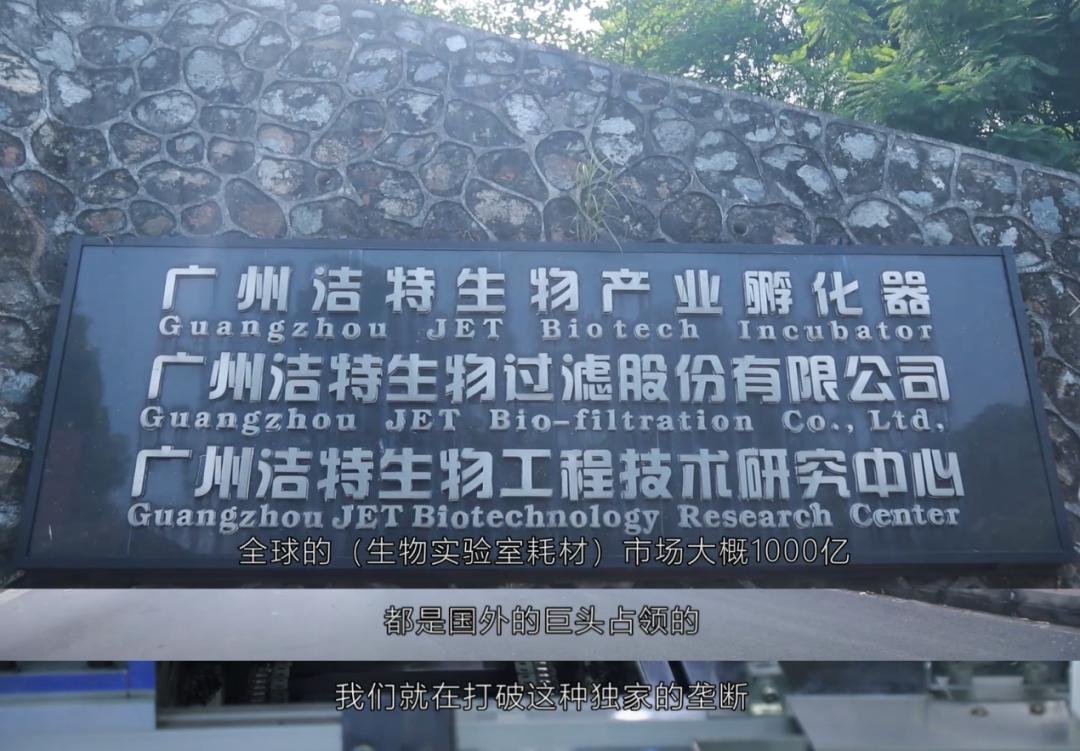 广州洁特生物产业孵化器
Guangzhou JET Biotech Incubator
广州洁特生物过滤股份有限公司
Guangzhou JET Bio-filtration Co., Ltd.
广州洁特生物工程技术研究中心
Guangzhou JET Biotechnology Research Center
全球的（生物实验室耗材）市场大概1000亿
都是国外的巨头占领的
我们就在打破这种独家的垄断